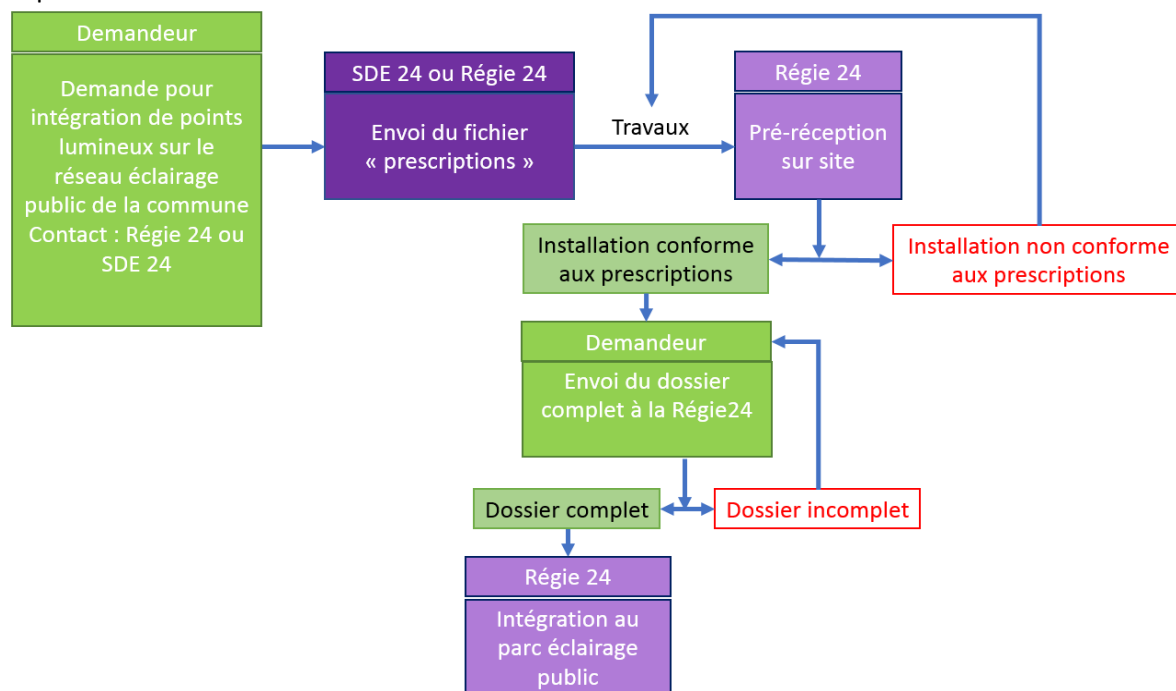 Demandeur
Demande pour
intégration de points
lumineux sur le
réseau éclairage
public de la commune
Contact : Régie 24 ou
SDE 24
SDE 24 ou Régie 24
Envoi du fichier
« prescriptions »
Travaux
Régie 24
Pré-réception
sur site
Installation conforme
aux prescriptions
Installation non conforme
aux prescriptions
Demandeur
Envoi du dossier
complet à la Régie24
Dossier complet
Dossier incomplet
Régie 24
Intégration au
parc éclairage
public